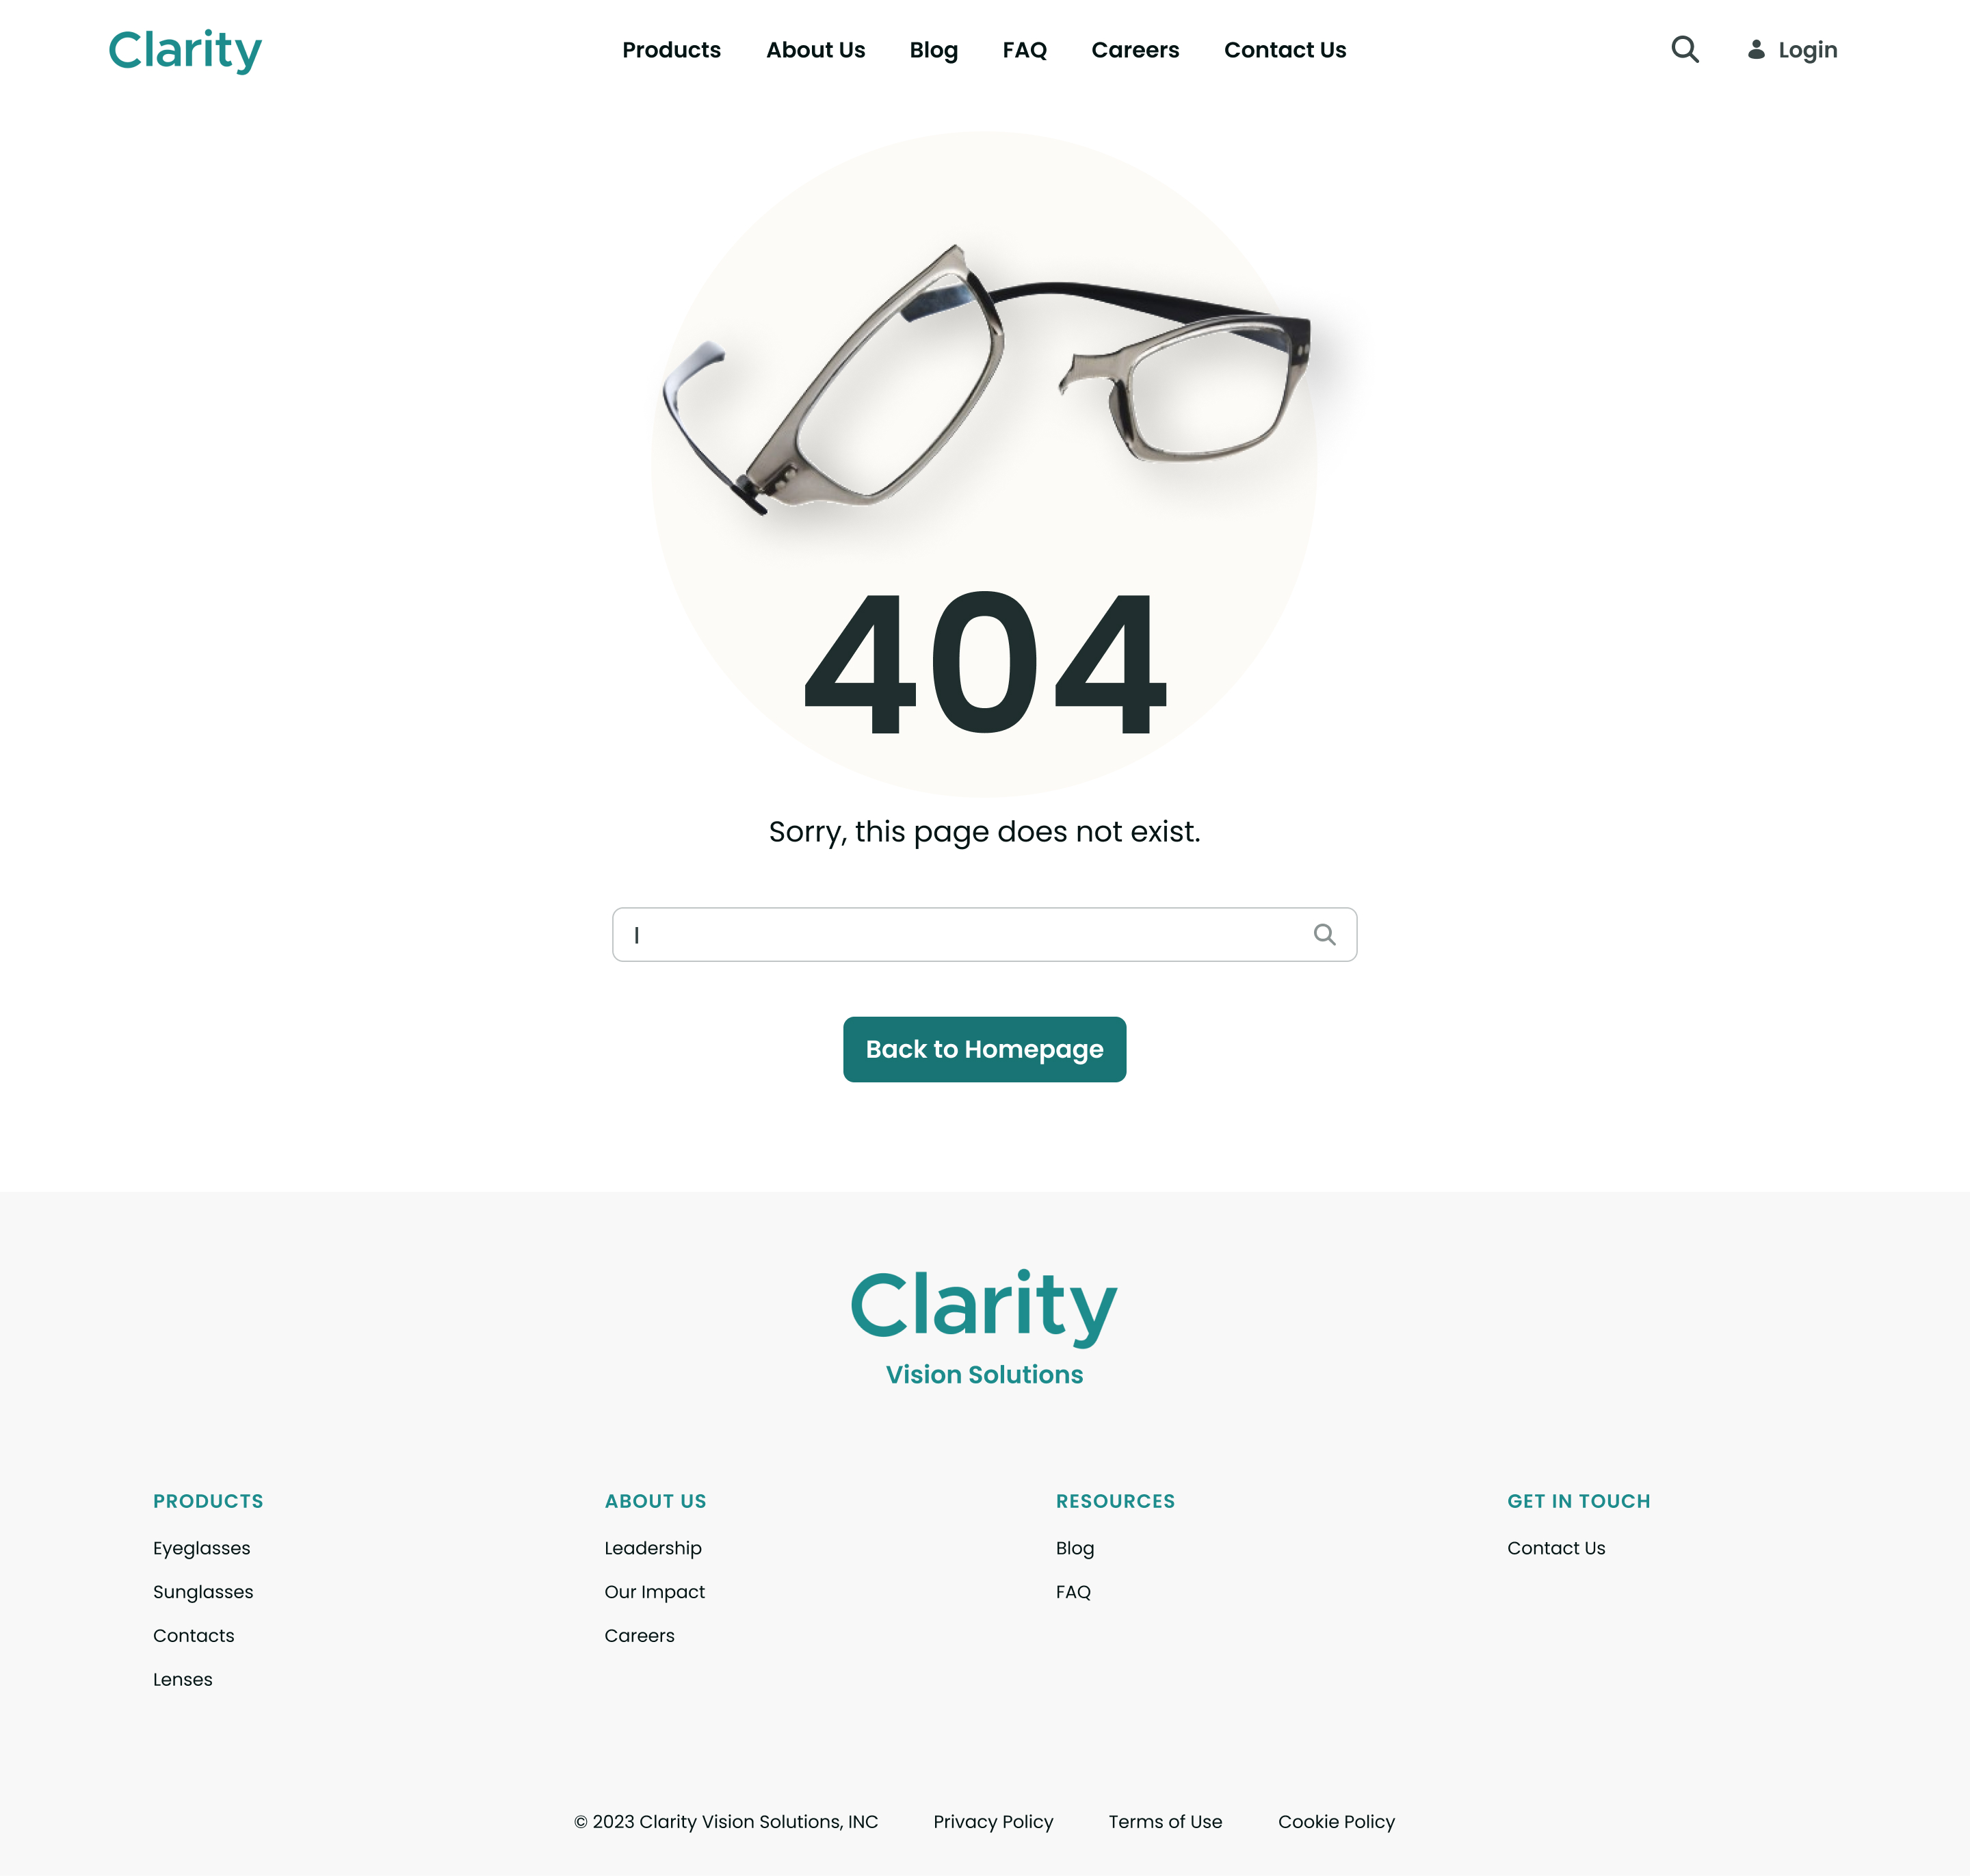 Clarity
Products About Us Blog FAQ Careers Contact Us
Login
404
Sorry, this page does not exist.
Back to Homepage
Clarity
Vision Solutions
PRODUCTS
Eyeglasses
Sunglasses
Contacts
Lenses
ABOUT US
Leadership
Our Impact
Careers
RESOURCES
Blog
FAQ
GET IN TOUCH
Contact Us
© 2023 Clarity Vision Solutions, INC Privacy Policy Terms of Use Cookie Policy